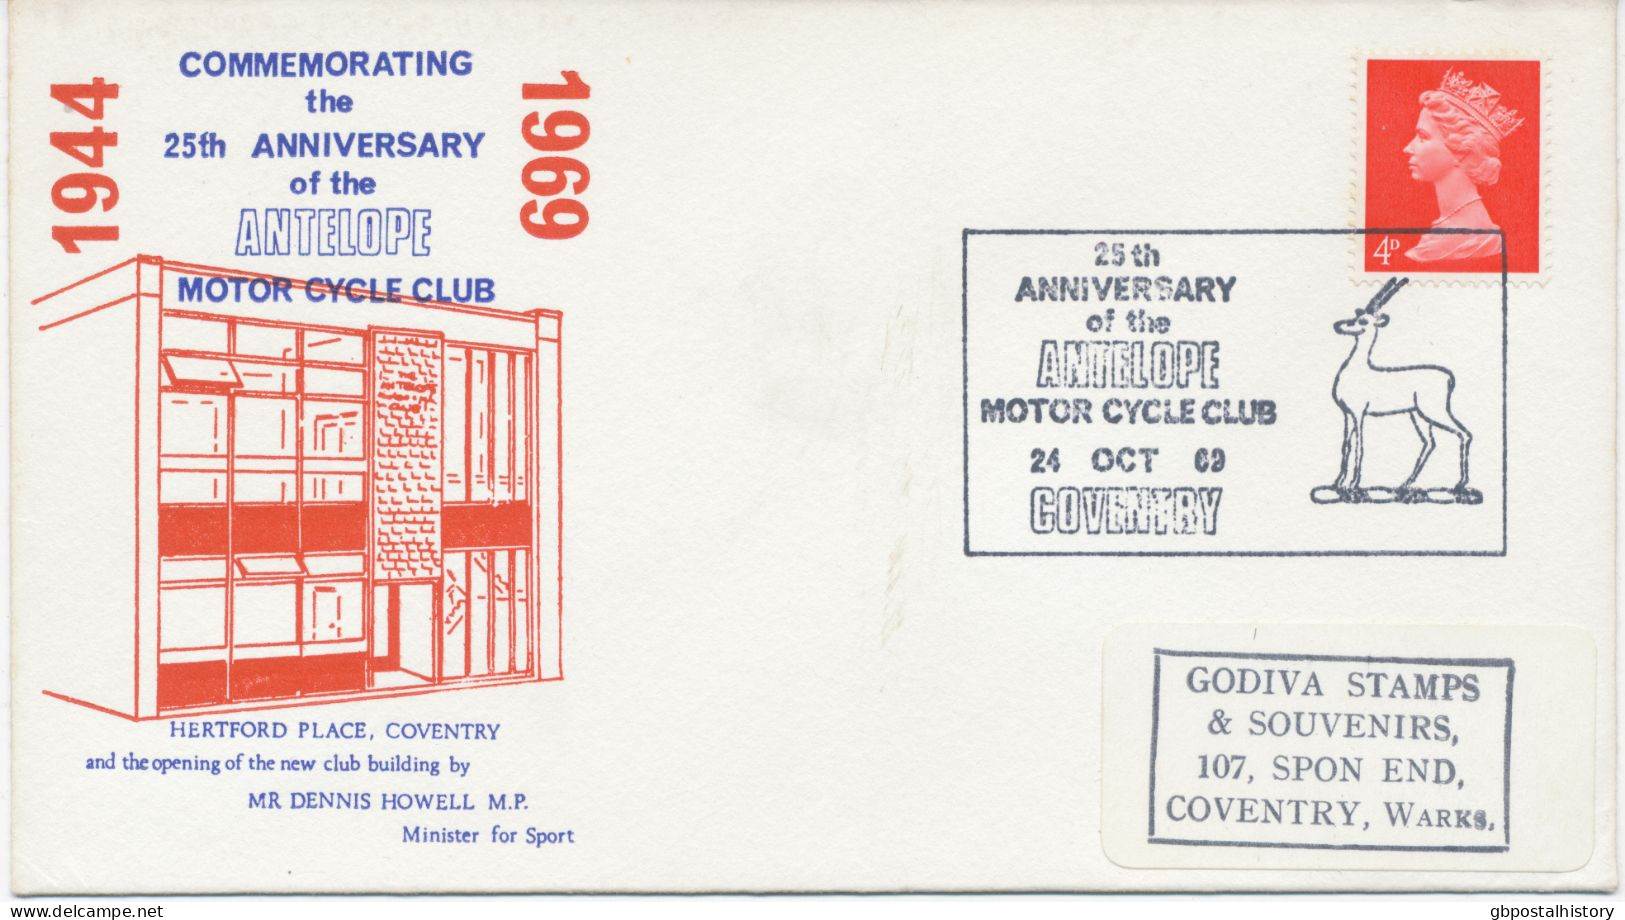 COMMEMORATING
the
25th ANNIVERSARY
of the
ANTELOPE
MOTOR CYCLE CLUB
1944
1969
HERTFORD PLACE, COVENTRY
and the opening of the new club building by
MR DENNIS HOWELL M.P.
Minister for Sport
4D
25th
ANNIVERSARY
of the
ANTELOPE
MOTOR CYCLE CLUB
24 OCT 69
COVENTRY
GODIVA STAMPS
& SOUVENIRS,
107, SPON END,
COVENTRY, WARKS.
delcampe.net
gbpostalhistory